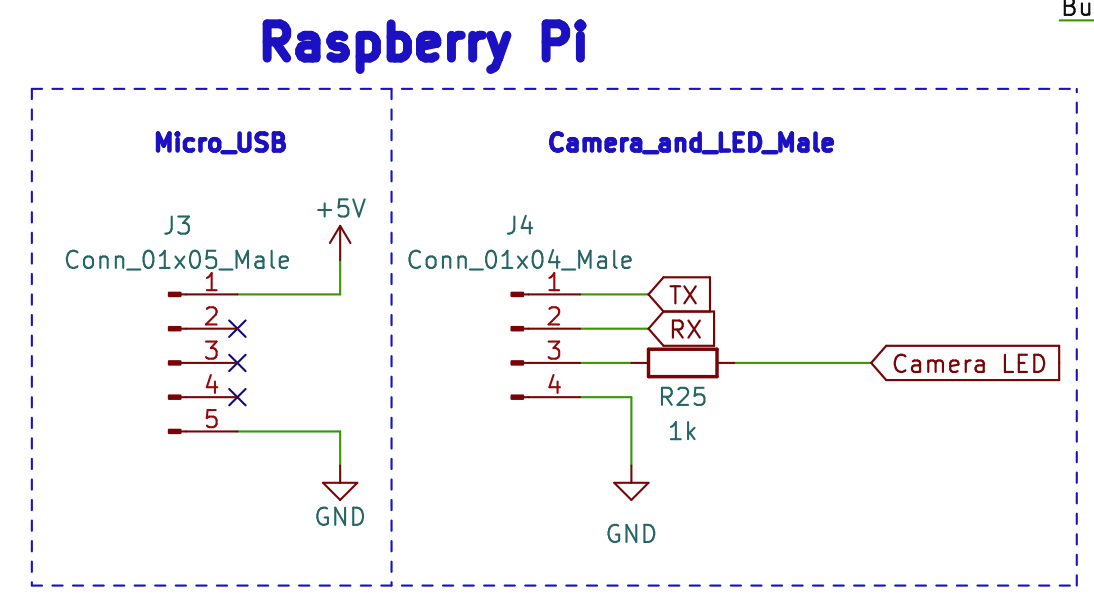 Bu
Raspberry Pi
Micro_USB
Camera_and_LED_Male
+5V
J3
Conn_01x05_Male
1
2
3
4
5
GND
J4
Conn_01x04_Male
1
TX
2
RX
3
Camera LED
4
R25
1k
GND